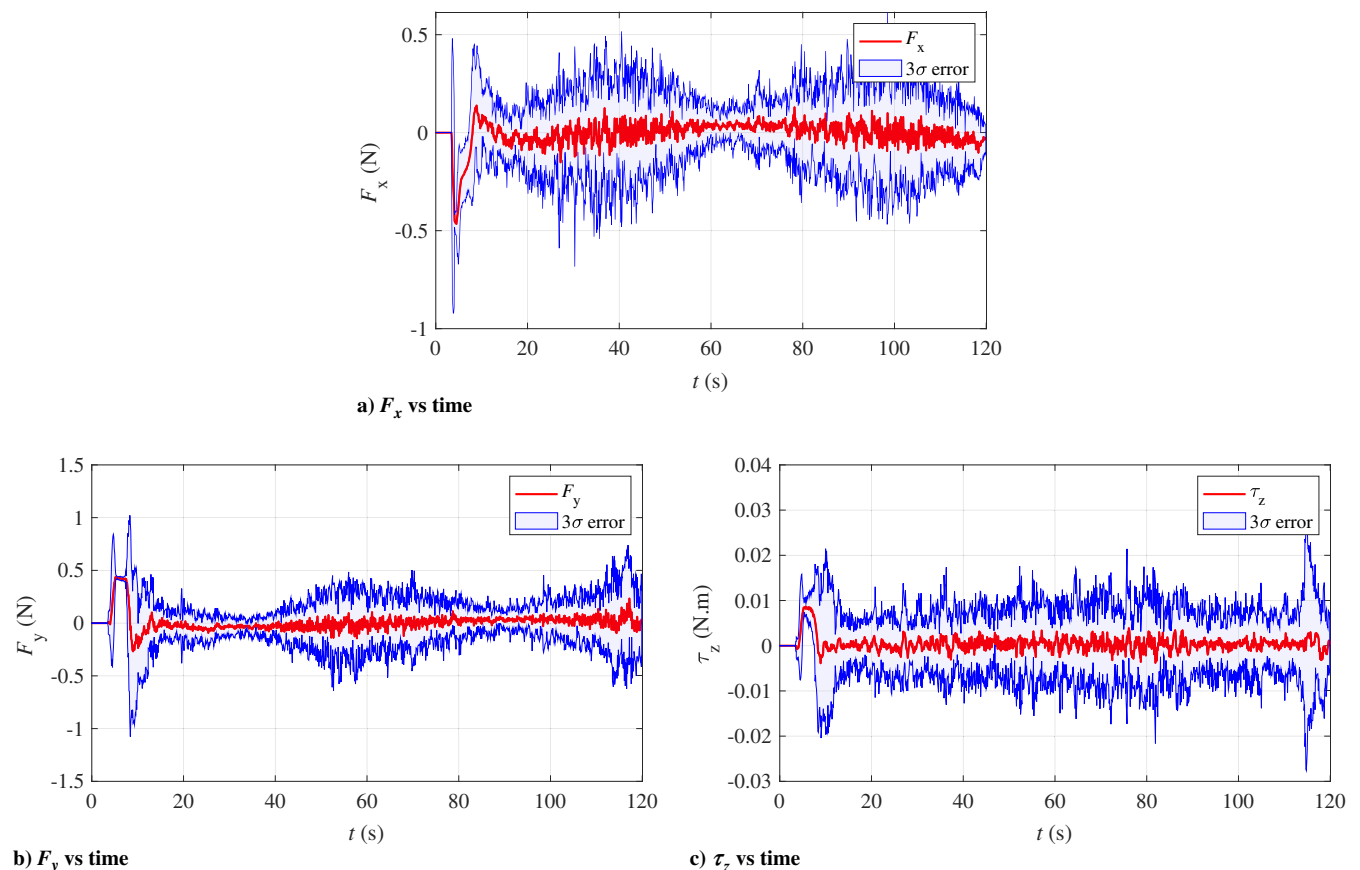 0.5
0
-0.5
-1
F_x (N)
F_x
3σ error
0 20 40 60 80 100 120
t (s)
a) F_x vs time
1.5
1
0.5
0
-0.5
-1
-1.5
F_y (N)
F_y
3σ error
0 20 40 60 80 100 120
t (s)
b) F_y vs time
0.04
0.03
0.02
0.01
0
-0.01
-0.02
-0.03
τ_z (N.m)
τ_z
3σ error
0 20 40 60 80 100 120
t (s)
c) τ_z vs time